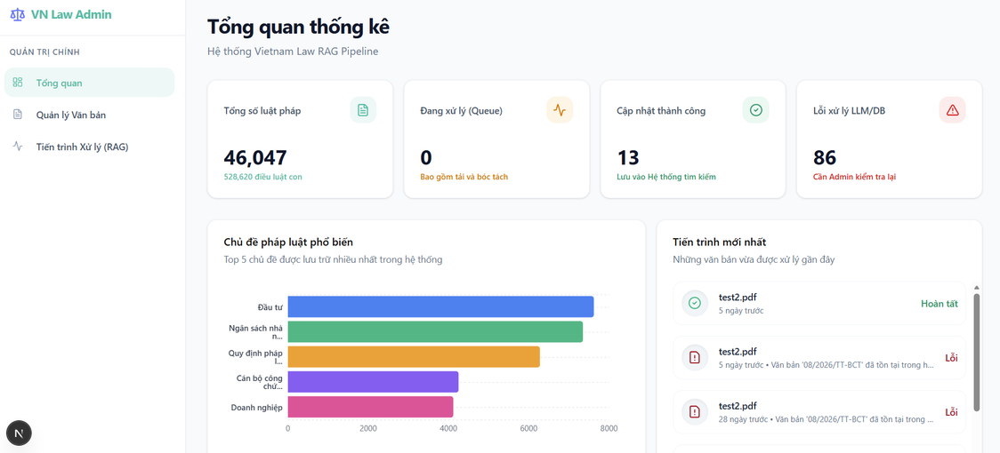 VN Law Admin
QUẢN TRỊ CHÍNH
Tổng quan
Quản lý Văn bản
Tiến trình Xử lý (RAG)
N
Tổng quan thống kê
Hệ thống Vietnam Law RAG Pipeline
Tổng số luật pháp
46,047
528,620 điều luật con
Đang xử lý (Queue)
0
Bao gồm tải và bóc tách
Cập nhật thành công
13
Lưu vào Hệ thống tìm kiếm
Lỗi xử lý LLM/DB
86
Cần Admin kiểm tra lại
Chủ đề pháp luật phổ biến
Top 5 chủ đề được lưu trữ nhiều nhất trong hệ thống
Đầu tư
Ngân sách nhà
n...
Quy định pháp
l...
Cán bộ công
chứ...
Doanh nghiệp
0 2000 4000 6000 8000
Tiến trình mới nhất
Những văn bản vừa được xử lý gần đây
test2.pdf
5 ngày trước
Hoàn tất
test2.pdf
5 ngày trước • Văn bản '08/2026/TT-BCT' đã tồn tại trong h...
Lỗi
test2.pdf
28 ngày trước • Văn bản '08/2026/TT-BCT' đã tồn tại trong ...
Lỗi